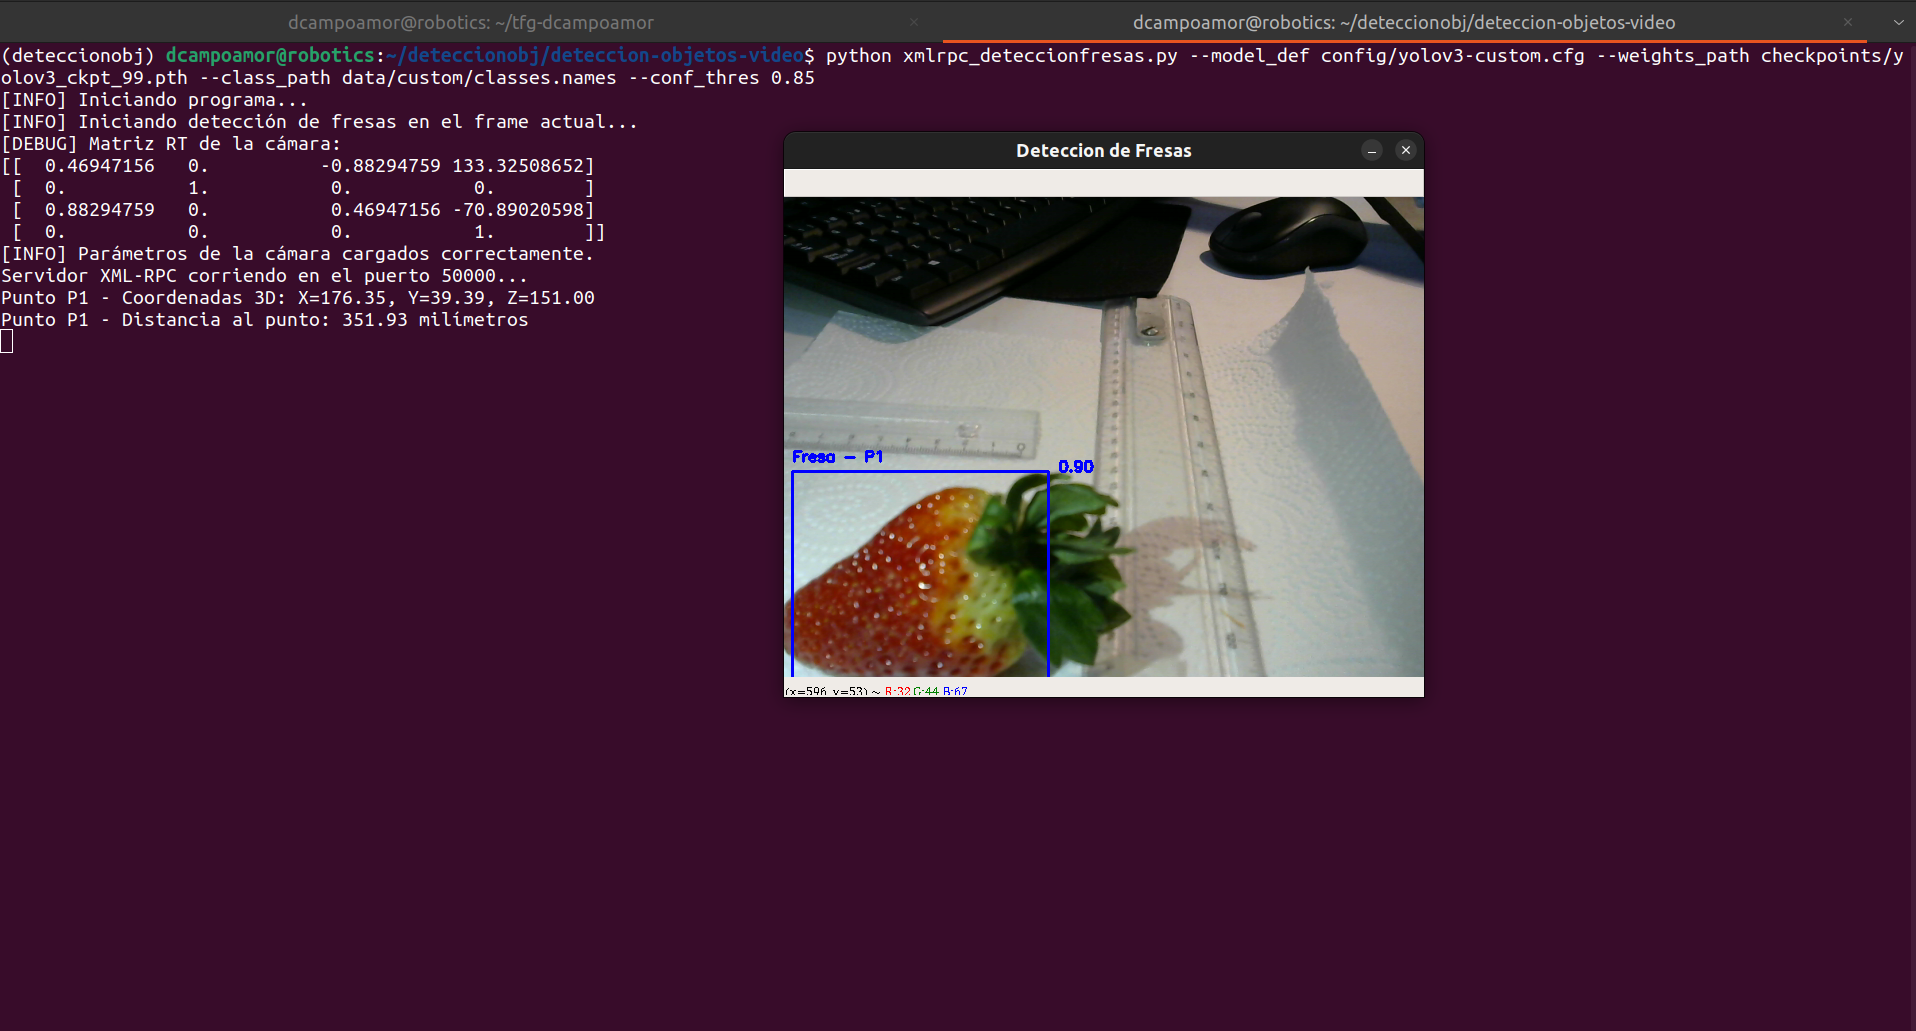 dcampoamor@robotics: ~/tfg-dcampoamor
dcampoamor@robotics: ~/deteccionobj/deteccion-objetos-video
(deteccionobj) dcampoamor@robotics:~/deteccionobj/deteccion-objetos-video$ python xmlrpc_deteccionfresas.py --model_def config/yolov3-custom.cfg --weights_path checkpoints/y
olov3_ckpt_99.pth --class_path data/custom/classes.names --conf_thres 0.85
[INFO] Iniciando programa...
[INFO] Iniciando detección de fresas en el frame actual...
[DEBUG] Matriz RT de la cámara:
[[  0.46947156   0.          -0.88294759 133.32508652]
 [  0.           1.           0.           0.        ]
 [  0.88294759   0.           0.46947156 -70.89020598]
 [  0.           0.           0.           1.        ]]
[INFO] Parámetros de la cámara cargados correctamente.
Servidor XML-RPC corriendo en el puerto 50000...
Punto P1 - Coordenadas 3D: X=176.35, Y=39.39, Z=151.00
Punto P1 - Distancia al punto: 351.93 milímetros
Deteccion de Fresas
Fresa - P1
0.90
(x=596, y=53) ~ R:32 G:44 B:67